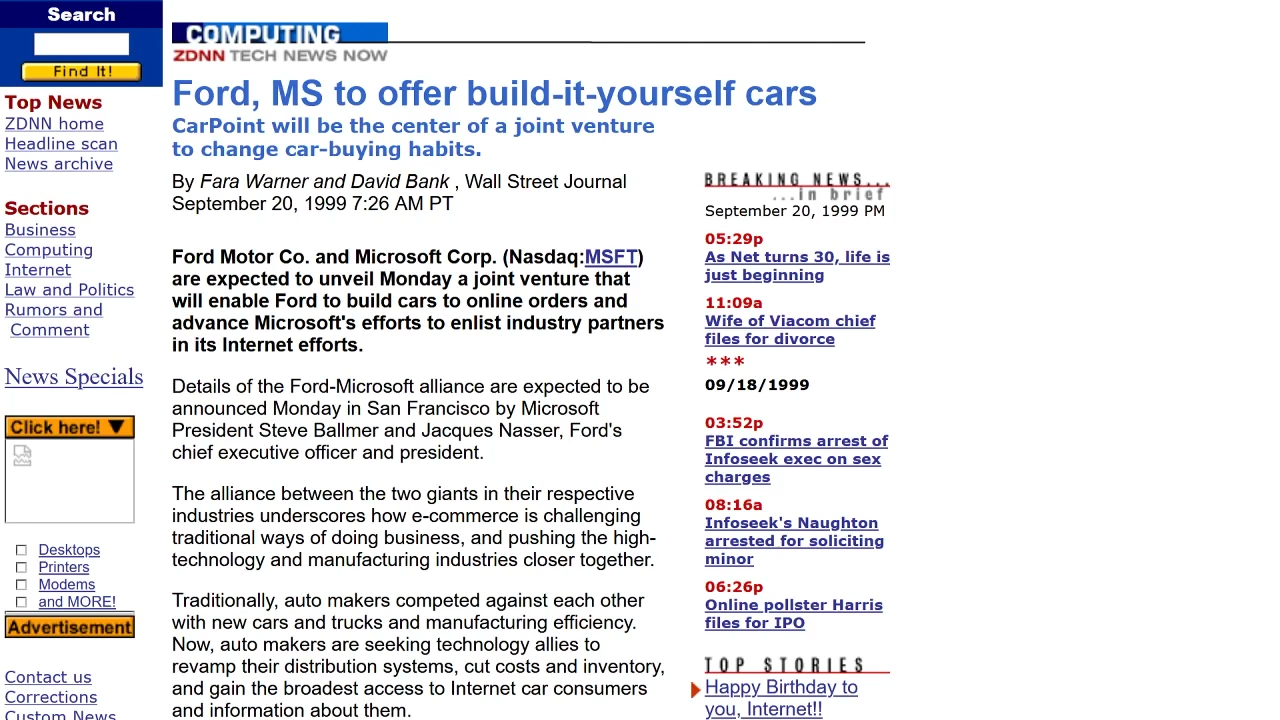 Search
Find It!
Top News
ZDNN home
Headline scan
News archive
Sections
Business
Computing
Internet
Law and Politics
Rumors and
Comment
News Specials
Click here!
Desktops
Printers
Modems
and MORE!
Advertisement
Contact us
Corrections
Custom News
COMPUTING
ZDNN TECH NEWS NOW
Ford, MS to offer build-it-yourself cars
CarPoint will be the center of a joint venture
to change car-buying habits.
By Fara Warner and David Bank , Wall Street Journal
September 20, 1999 7:26 AM PT
Ford Motor Co. and Microsoft Corp. (Nasdaq:MSFT)
are expected to unveil Monday a joint venture that
will enable Ford to build cars to online orders and
advance Microsoft's efforts to enlist industry partners
in its Internet efforts.
Details of the Ford-Microsoft alliance are expected to be
announced Monday in San Francisco by Microsoft
President Steve Ballmer and Jacques Nasser, Ford's
chief executive officer and president.
The alliance between the two giants in their respective
industries underscores how e-commerce is challenging
traditional ways of doing business, and pushing the high-
technology and manufacturing industries closer together.
Traditionally, auto makers competed against each other
with new cars and trucks and manufacturing efficiency.
Now, auto makers are seeking technology allies to
revamp their distribution systems, cut costs and inventory,
and gain the broadest access to Internet car consumers
and information about them.
BREAKING NEWS...
...in brief
September 20, 1999 PM
05:29p
As Net turns 30, life is
just beginning
11:09a
Wife of Viacom chief
files for divorce
***
09/18/1999
03:52p
FBI confirms arrest of
Infoseek exec on sex
charges
08:16a
Infoseek's Naughton
arrested for soliciting
minor
06:26p
Online pollster Harris
files for IPO
TOP STORIES
Happy Birthday to
you, Internet!!